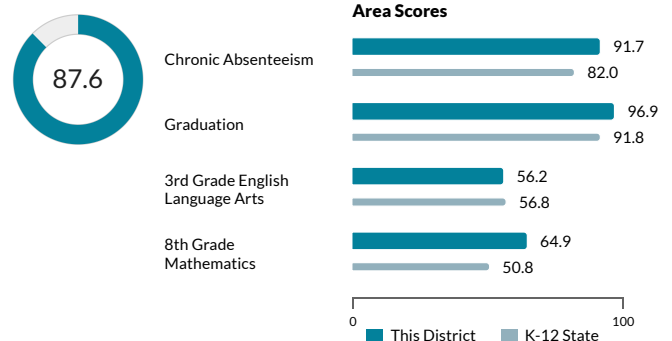 Area Scores
87.6
Chronic Absenteeism
91.7
82.0
Graduation
96.9
91.8
3rd Grade English
Language Arts
56.2
56.8
8th Grade
Mathematics
64.9
50.8
0
100
This District
K-12 State